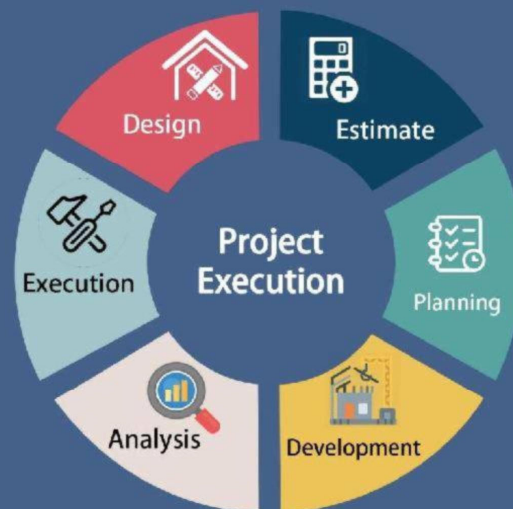 Design
Estimate
Execution
Project
Execution
Planning
Analysis
Development